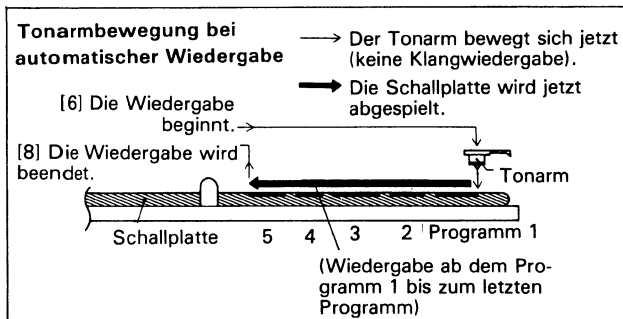 Tonarmbewegung bei
automatischer Wiedergabe
→ Der Tonarm bewegt sich jetzt
(keine Klangwiedergabe).
➡ Die Schallplatte wird jetzt
abgespielt.
[6] Die Wiedergabe
beginnt.
[8] Die Wiedergabe wird
beendet.
Tonarm
Schallplatte 5 4 3 2 Programm 1
(Wiedergabe ab dem Pro-
gramm 1 bis zum letzten
Programm)